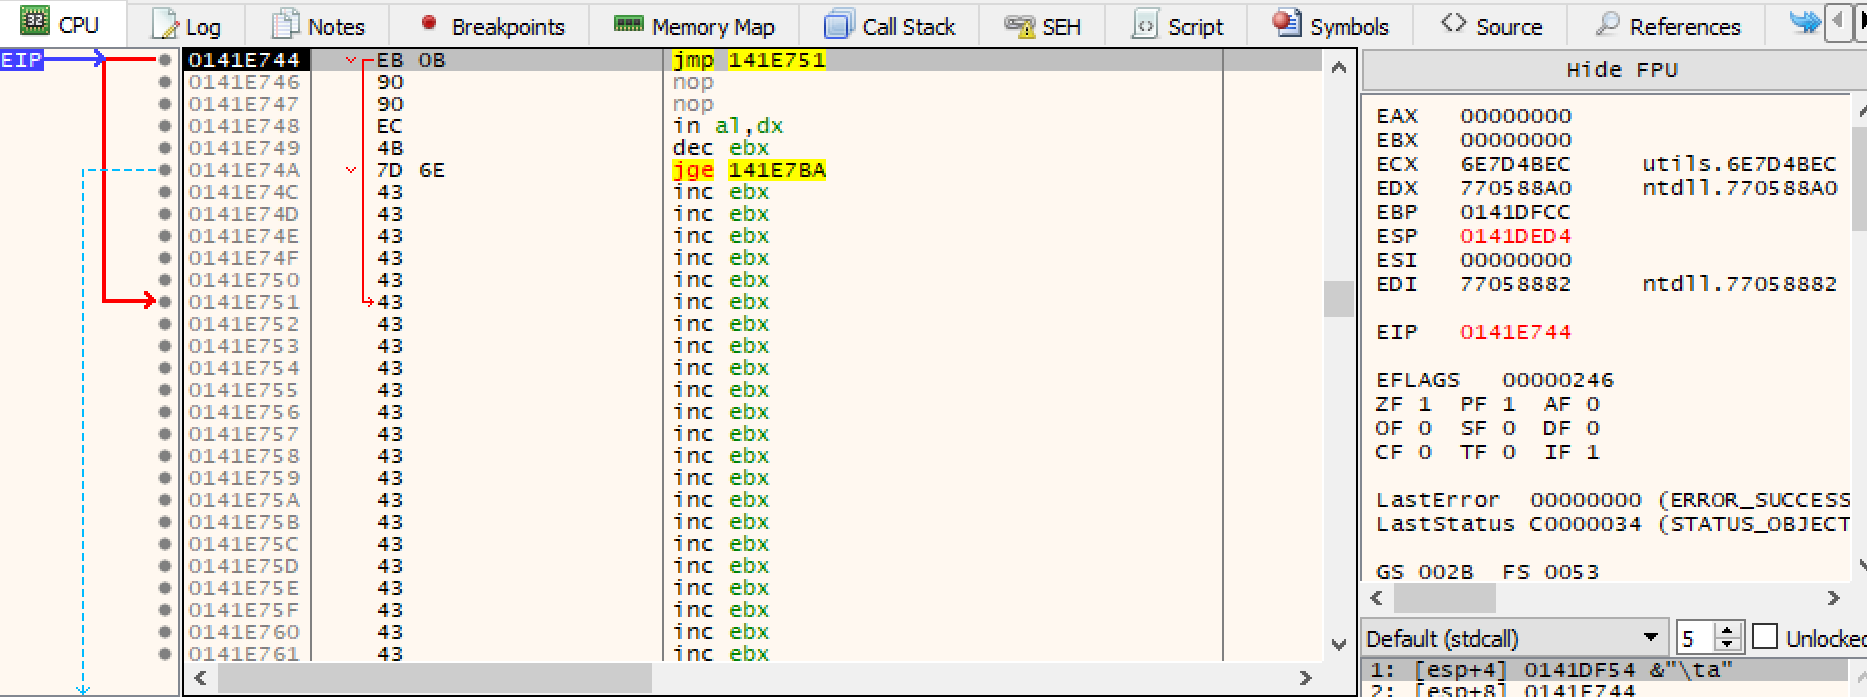 CPU Log Notes Breakpoints Memory Map Call Stack SEH Script Symbols Source References
EIP
0141E744 EB 0B jmp 141E751
0141E746 90 nop
0141E747 90 nop
0141E748 EC in al,dx
0141E749 4B dec ebx
0141E74A 7D 6E jge 141E7BA
0141E74C 43 inc ebx
0141E74D 43 inc ebx
0141E74E 43 inc ebx
0141E74F 43 inc ebx
0141E750 43 inc ebx
0141E751 43 inc ebx
0141E752 43 inc ebx
0141E753 43 inc ebx
0141E754 43 inc ebx
0141E755 43 inc ebx
0141E756 43 inc ebx
0141E757 43 inc ebx
0141E758 43 inc ebx
0141E759 43 inc ebx
0141E75A 43 inc ebx
0141E75B 43 inc ebx
0141E75C 43 inc ebx
0141E75D 43 inc ebx
0141E75E 43 inc ebx
0141E75F 43 inc ebx
0141E760 43 inc ebx
0141E761 43 inc ebx
Hide FPU
EAX 00000000
EBX 00000000
ECX 6E7D4BEC utils.6E7D4BEC
EDX 770588A0 ntdll.770588A0
EBP 0141DFCC
ESP 0141DED4
ESI 00000000
EDI 77058882 ntdll.77058882
EIP 0141E744
EFLAGS 00000246
ZF 1 PF 1 AF 0
OF 0 SF 0 DF 0
CF 0 TF 0 IF 1
LastError 00000000 (ERROR_SUCCESS
LastStatus C0000034 (STATUS_OBJECT
GS 002B FS 0053
Default (stdcall) 5 Unlocked
1: [esp+4] 0141DF54 &"\ta"
2: [esp+8] 0141E744